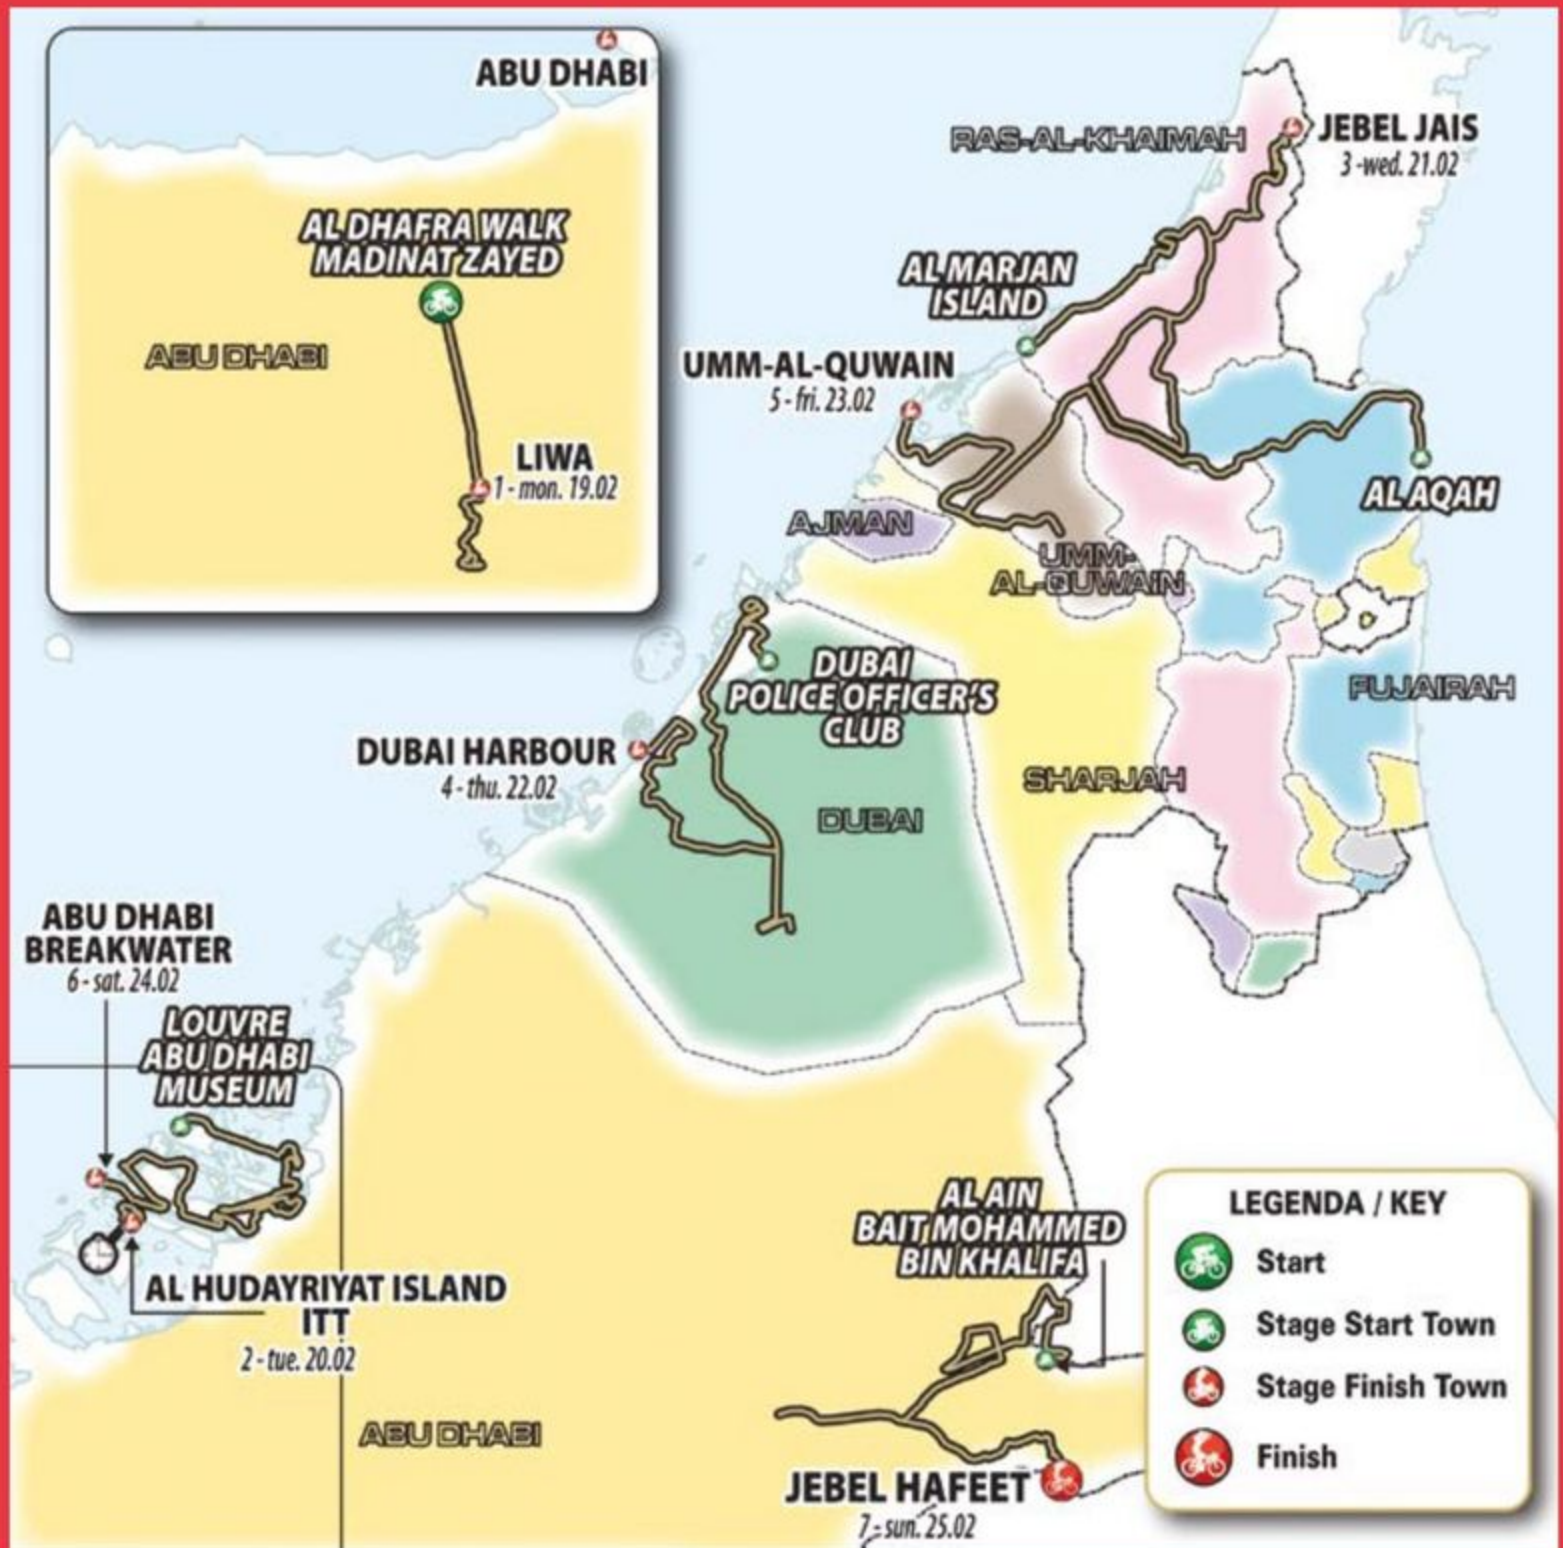 ABU DHABI
AL DHAFRA WALK
MADINAT ZAYED
ABU DHABI
LIWA
1 - mon. 19.02
RAS-AL-KHAIMAH
JEBEL JAIS
3 -wed. 21.02
AL MARJAN
ISLAND
UMM-AL-QUWAIN
5 - fri. 23.02
AL AQAH
AJMAN
UMM-
AL-QUWAIN
DUBAI
POLICE OFFICER'S
CLUB
FUJAIRAH
DUBAI HARBOUR
4 - thu. 22.02
SHARJAH
DUBAI
ABU DHABI
BREAKWATER
6 - sat. 24.02
LOUVRE
ABU DHABI
MUSEUM
AL HUDAYRIYAT ISLAND
ITT
2 - tue. 20.02
ABU DHABI
AL AIN
BAIT MOHAMMED
BIN KHALIFA
JEBEL HAFEET
7 - sun. 25.02
LEGENDA / KEY
Start
Stage Start Town
Stage Finish Town
Finish